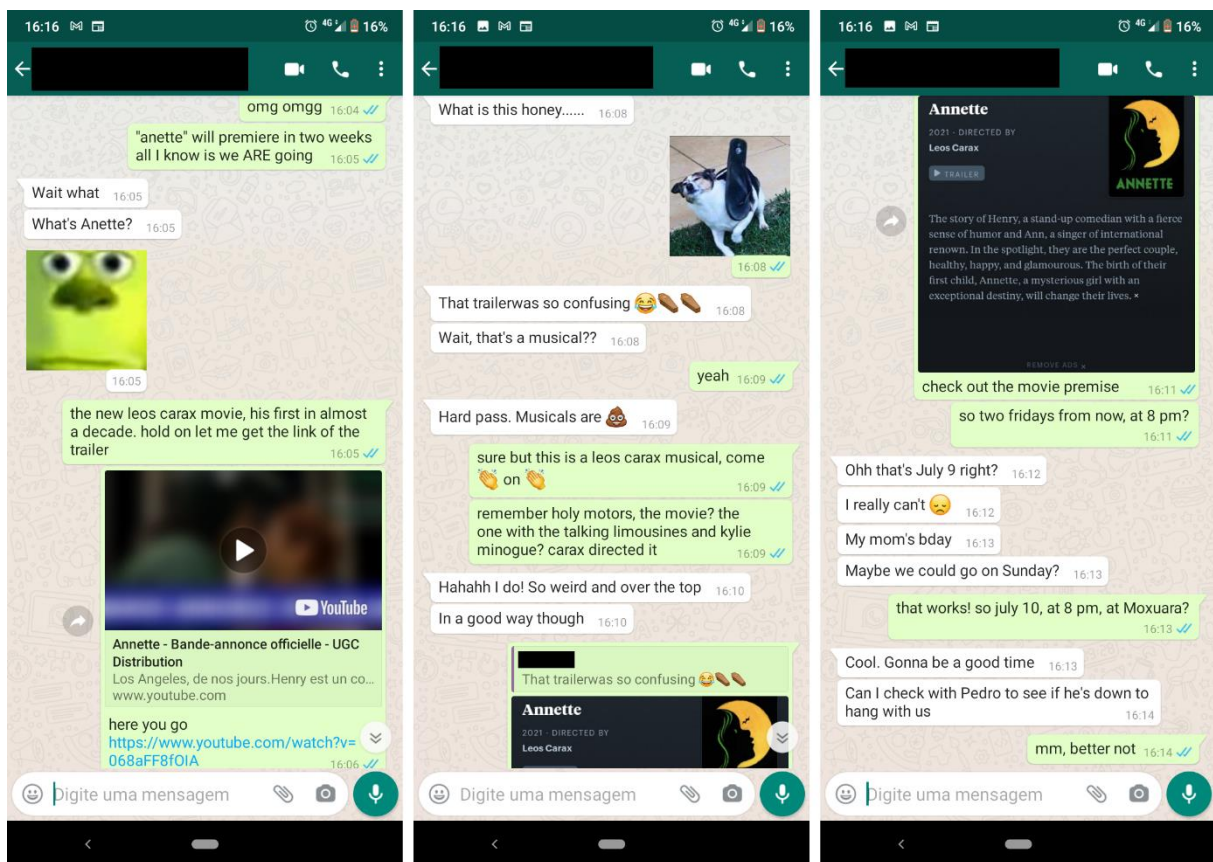 16:16
4G
16%
omg omgg 16:04
"anette" will premiere in two weeks
all I know is we ARE going 16:05
Wait what 16:05
What's Anette? 16:05
16:05
the new leos carax movie, his first in almost
a decade. hold on let me get the link of the
trailer 16:05
YouTube
Annette - Bande-annonce officielle - UGC
Distribution
Los Angeles, de nos jours.Henry est un co...
www.youtube.com
here you go
https://www.youtube.com/watch?v=
068aFF8fOIA 16:06
Digite uma mensagem
16:16
4G
16%
What is this honey...... 16:08
16:08
That trailerwas so confusing 😂⚰️⚰️ 16:08
Wait, that's a musical?? 16:08
yeah 16:09
Hard pass. Musicals are 💩 16:09
sure but this is a leos carax musical, come
👏 on 👏 16:09
remember holy motors, the movie? the
one with the talking limousines and kylie
minogue? carax directed it 16:09
Hahahh I do! So weird and over the top 16:10
In a good way though 16:10
That trailerwas so confusing 😂⚰️⚰️
Annette
2021 · DIRECTED BY
Leos Carax
Digite uma mensagem
16:16
4G
16%
Annette
2021 · DIRECTED BY
Leos Carax
TRAILER
ANNETTE
The story of Henry, a stand-up comedian with a fierce
sense of humor and Ann, a singer of international
renown. In the spotlight, they are the perfect couple,
healthy, happy, and glamourous. The birth of their
first child, Annette, a mysterious girl with an
exceptional destiny, will change their lives. ×
REMOVE ADS
check out the movie premise 16:11
so two fridays from now, at 8 pm?
16:11
Ohh that's July 9 right? 16:12
I really can't 😞 16:12
My mom's bday 16:13
Maybe we could go on Sunday? 16:13
that works! so july 10, at 8 pm, at Moxuara?
16:13
Cool. Gonna be a good time 16:13
Can I check with Pedro to see if he's down to
hang with us 16:14
mm, better not 16:14
Digite uma mensagem